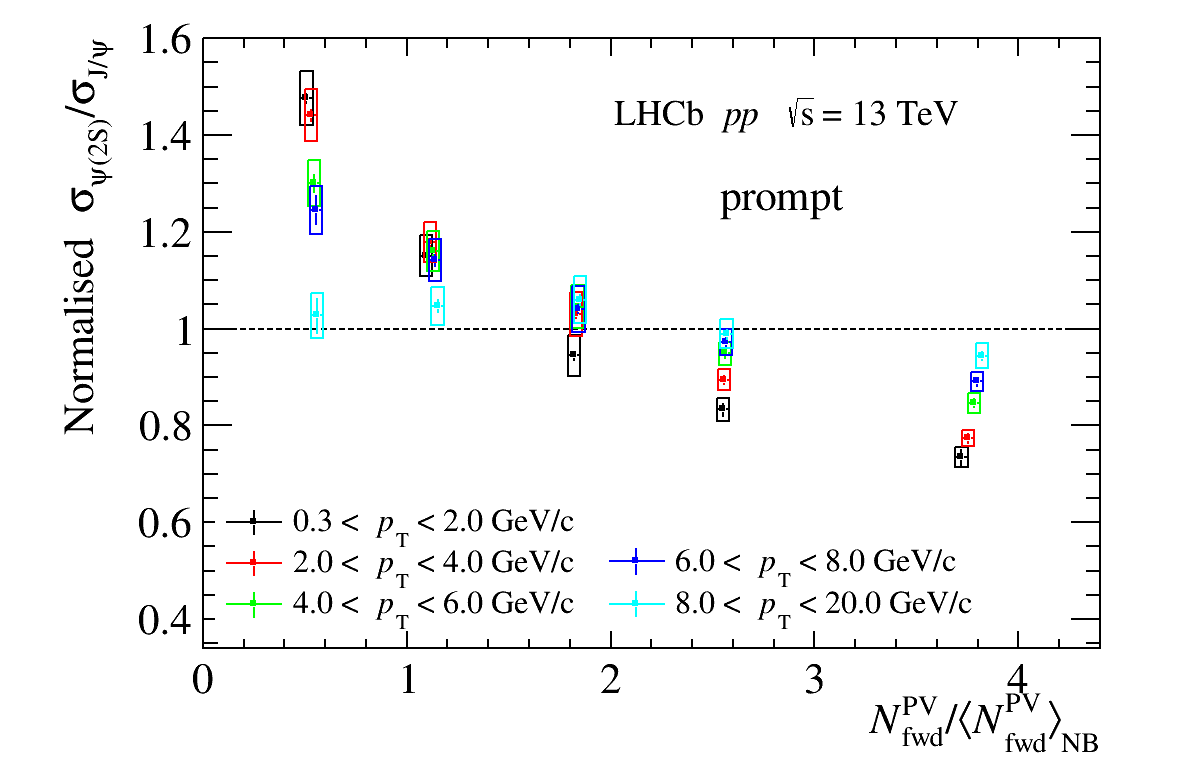 Normalised σψ(2S)/σJ/ψ
1.6
1.4
1.2
1
0.8
0.6
0.4
LHCb pp √s = 13 TeV
prompt
0.3 < pT < 2.0 GeV/c
2.0 < pT < 4.0 GeV/c
4.0 < pT < 6.0 GeV/c
6.0 < pT < 8.0 GeV/c
8.0 < pT < 20.0 GeV/c
0 1 2 3 4
N^PV_fwd/⟨N^PV_fwd⟩NB